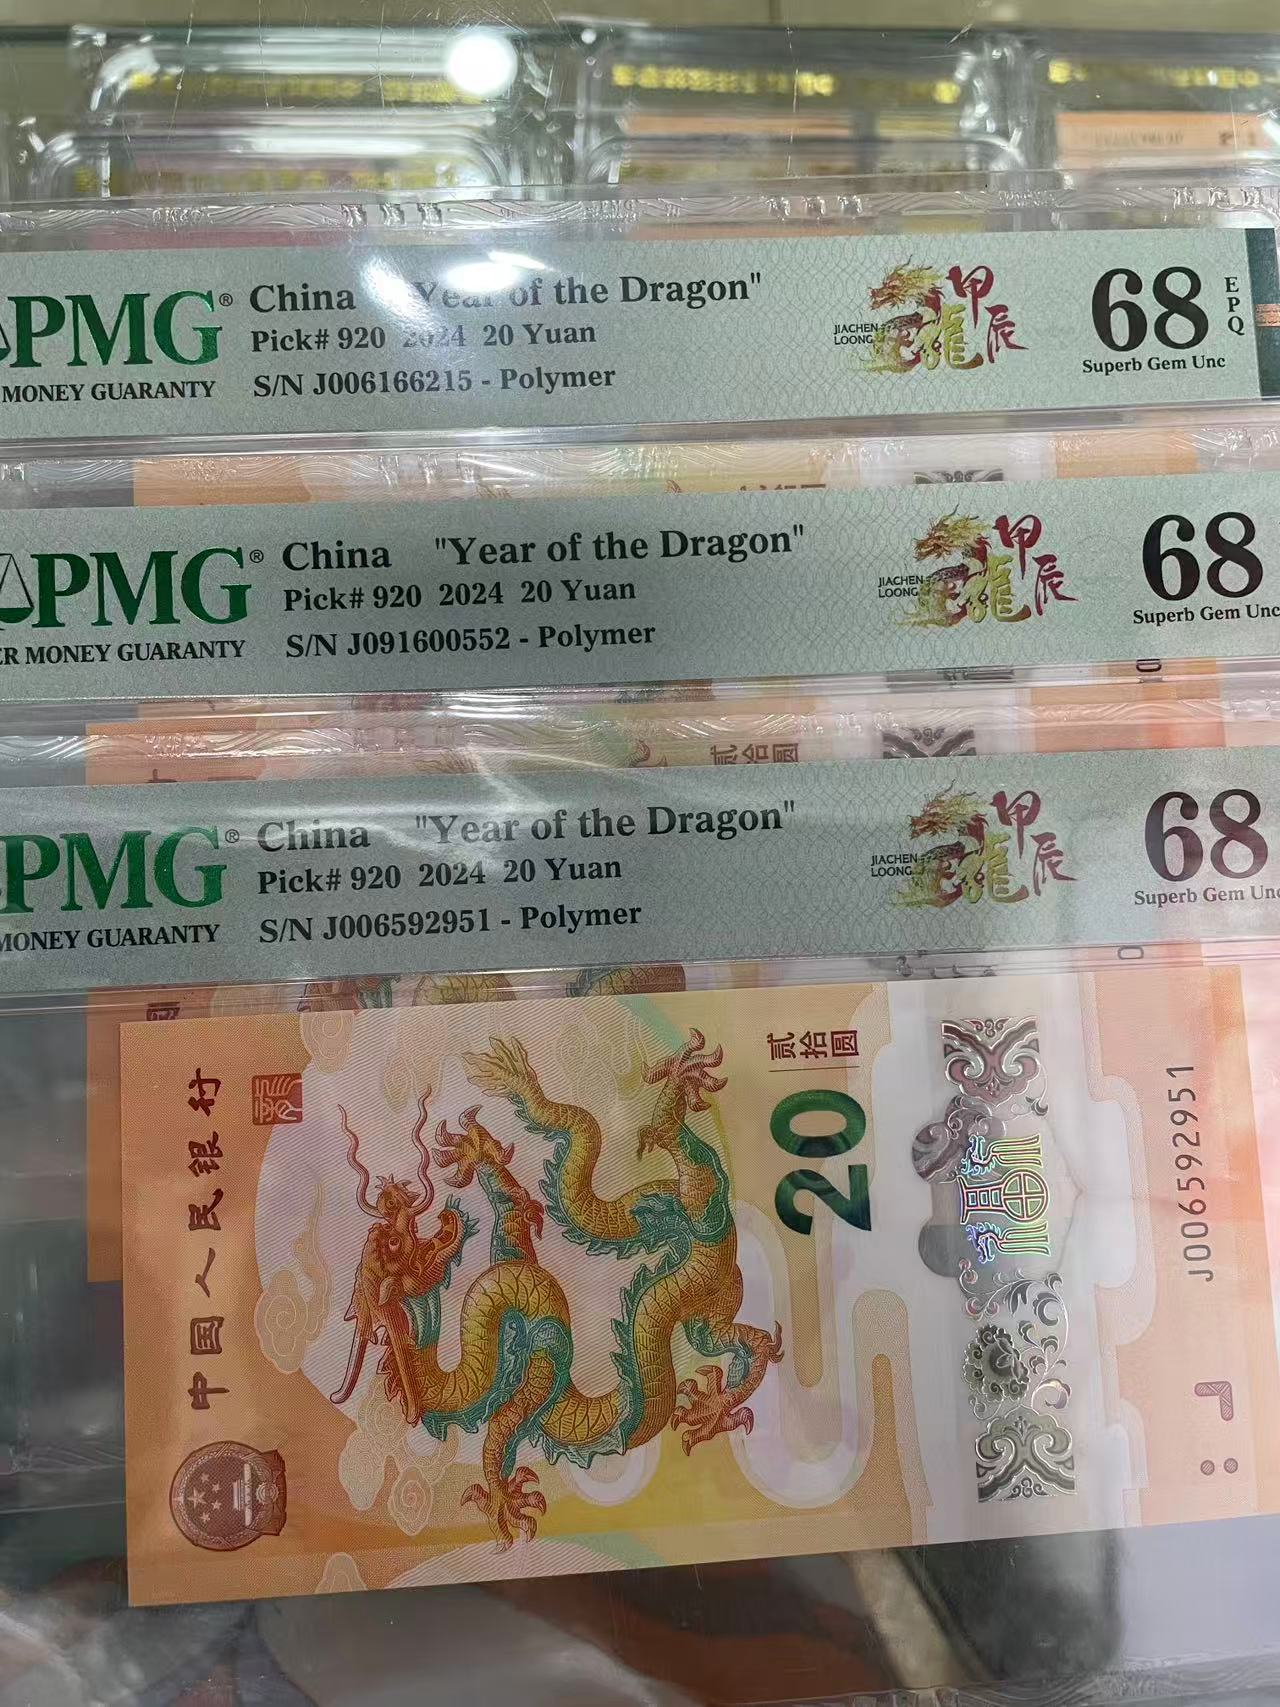 PMG® China "Year of the Dragon" 68 EPQ
Pick# 920 2024 20 Yuan
MONEY GUARANTY S/N J006166215 - Polymer Superb Gem Unc
JIACHEN LOONG 甲辰龍
PMG® China "Year of the Dragon" 68
Pick# 920 2024 20 Yuan
MONEY GUARANTY S/N J091600552 - Polymer Superb Gem Unc
JIACHEN LOONG 甲辰龍
贰拾圆
PMG® China "Year of the Dragon" 68
Pick# 920 2024 20 Yuan
MONEY GUARANTY S/N J006592951 - Polymer Superb Gem
JIACHEN LOONG 甲辰龍
中国人民银行
贰拾圆
20
J006592951